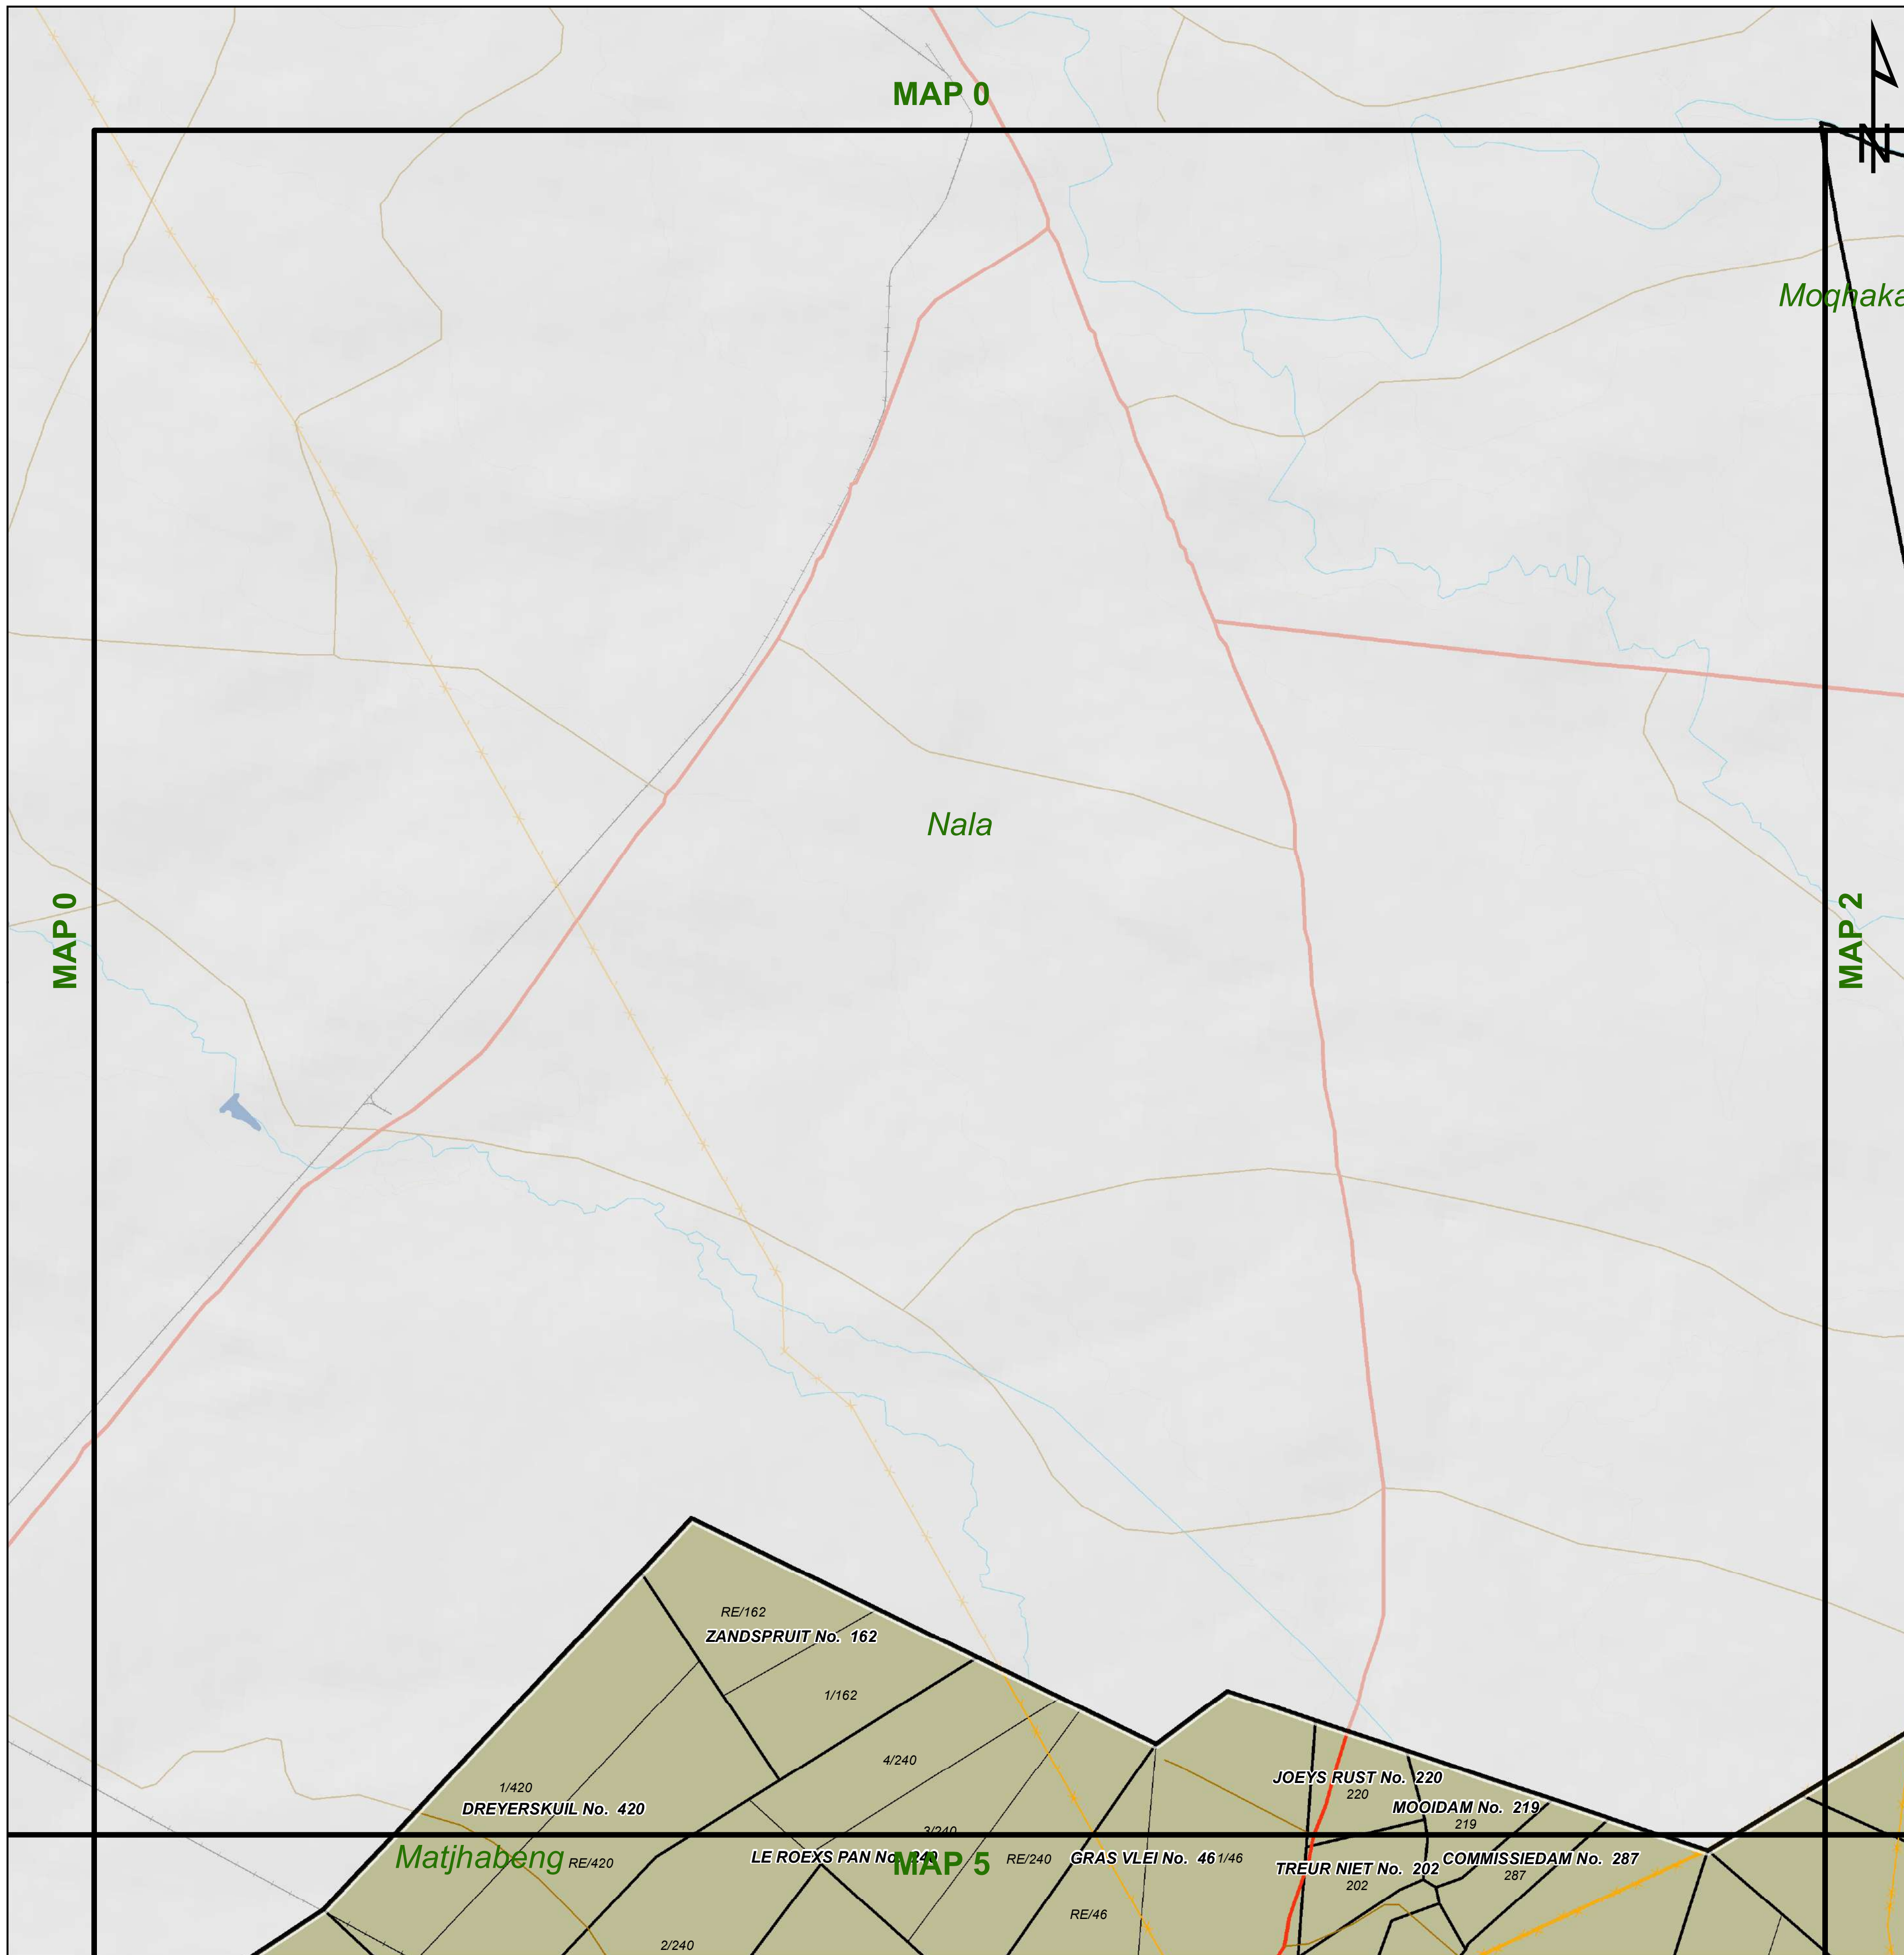 MAP 0
N
Moqhaka
Nala
MAP 0
MAP 2
RE/162
ZANDSPRUIT No. 162
1/162
4/240
1/420
DREYERSKUIL No. 420
JOEYS RUST No. 220
220
MOOIDAM No. 219
219
3/240
Matjhabeng
RE/420
LE ROEXS PAN No. 240
MAP 5
RE/240
GRAS VLEI No. 46
1/46
TREUR NIET No. 202
202
COMMISSIEDAM No. 287
287
RE/46
2/240